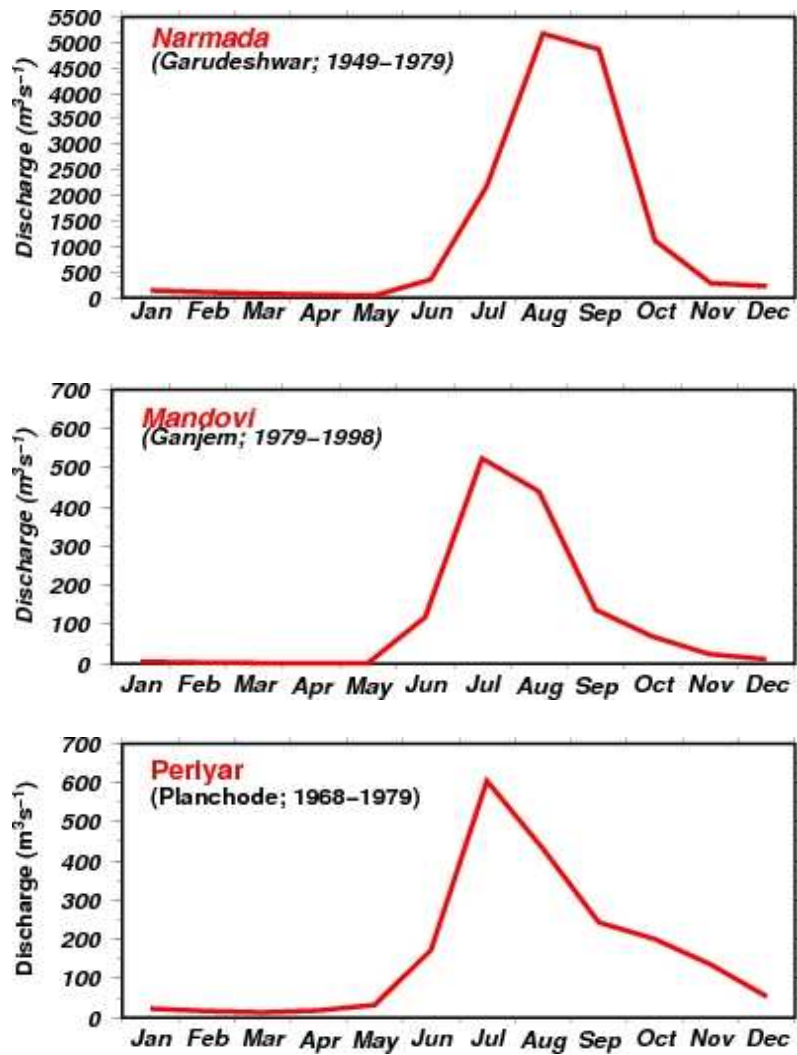 5500
5000
4500
4000
3500
3000
2500
2000
1500
1000
500
0
Discharge (m³s⁻¹)
Narmada
(Garudeshwar; 1949–1979)
Jan Feb Mar Apr May Jun Jul Aug Sep Oct Nov Dec
700
600
500
400
300
200
100
0
Discharge (m³s⁻¹)
Mandovi
(Ganjem; 1979–1998)
Jan Feb Mar Apr May Jun Jul Aug Sep Oct Nov Dec
700
600
500
400
300
200
100
0
Discharge (m³s⁻¹)
Periyar
(Planchode; 1968–1979)
Jan Feb Mar Apr May Jun Jul Aug Sep Oct Nov Dec